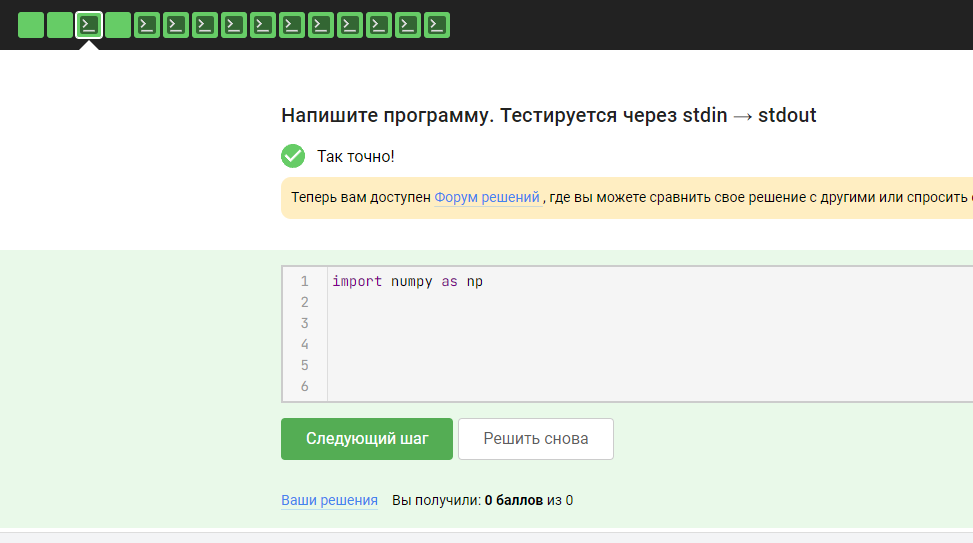 Напишите программу. Тестируется через stdin → stdout
Так точно!
Теперь вам доступен Форум решений , где вы можете сравнить свое решение с другими или спросить
1 import numpy as np
2
3
4
5
6
Следующий шаг Решить снова
Ваши решения Вы получили: 0 баллов из 0